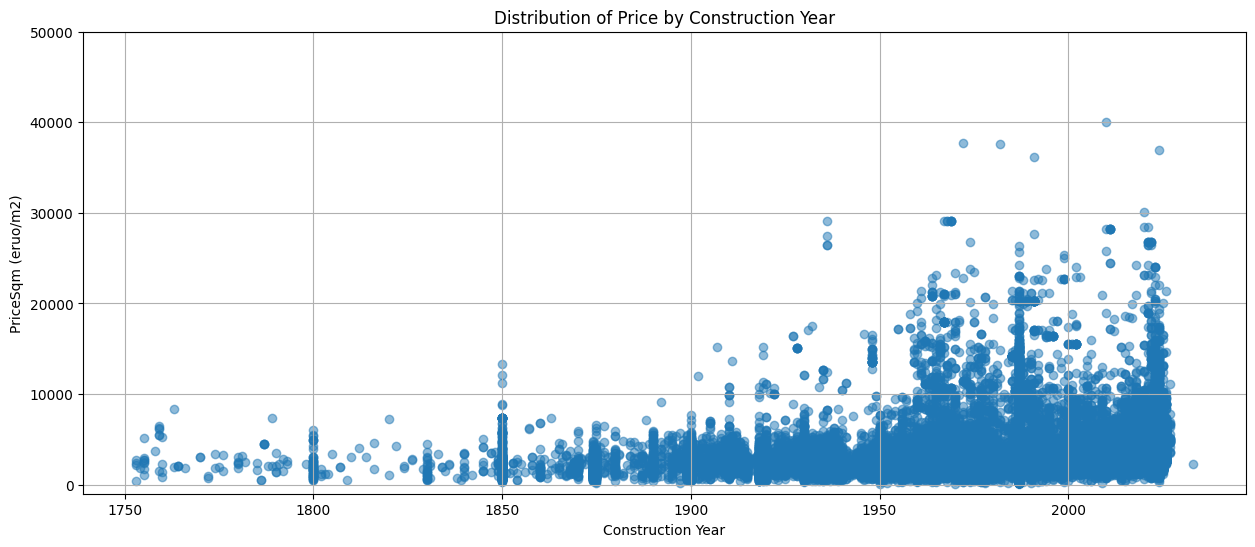 Distribution of Price by Construction Year
PriceSqm (eruo/m2)
50000
40000
30000
20000
10000
0
1750 1800 1850 1900 1950 2000
Construction Year